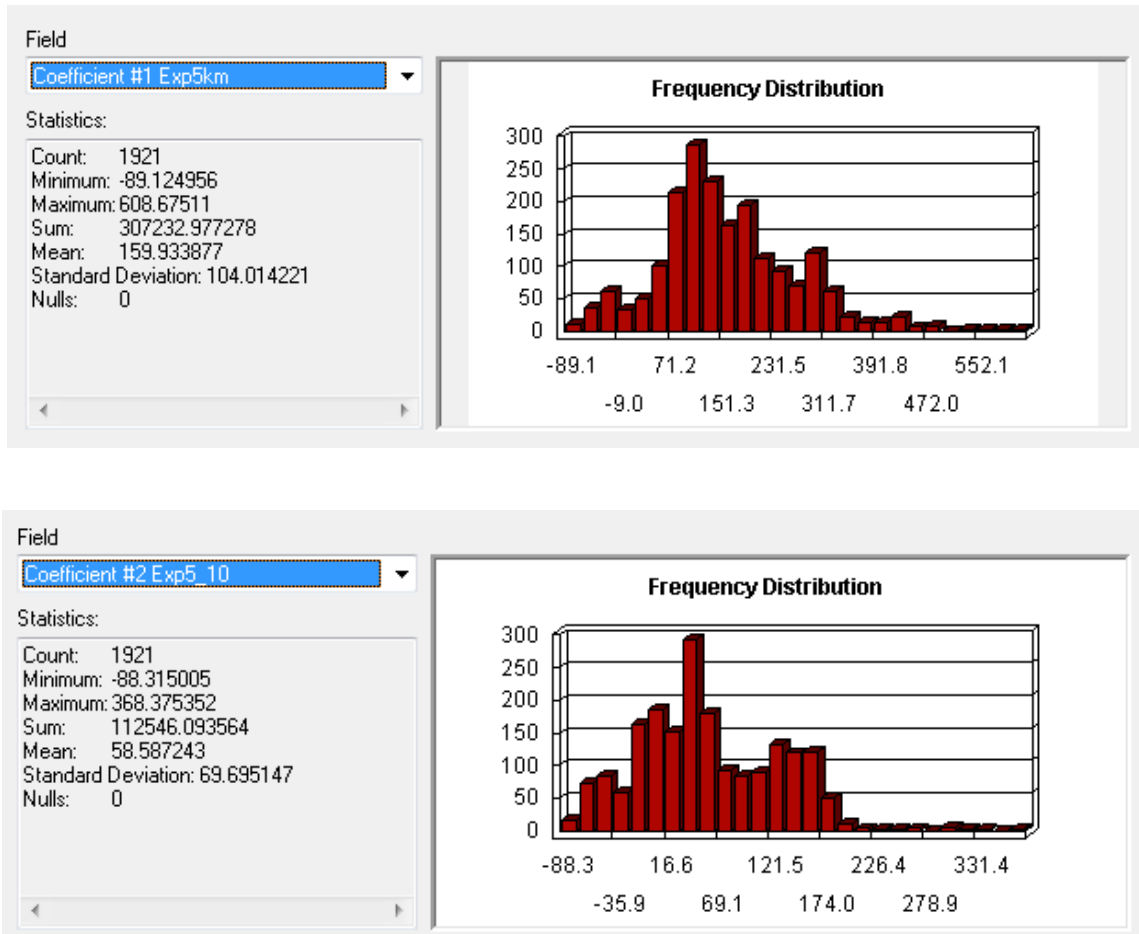 Field
Coefficient #1 Exp5km
Statistics:
Count: 1921
Minimum: -89.124956
Maximum: 608.67511
Sum: 307232.977278
Mean: 159.933877
Standard Deviation: 104.014221
Nulls: 0
Frequency Distribution
300
250
200
150
100
50
0
-89.1 71.2 231.5 391.8 552.1
-9.0 151.3 311.7 472.0
Field
Coefficient #2 Exp5_10
Statistics:
Count: 1921
Minimum: -88.315005
Maximum: 368.375352
Sum: 112546.093564
Mean: 58.587243
Standard Deviation: 69.695147
Nulls: 0
Frequency Distribution
300
250
200
150
100
50
0
-88.3 16.6 121.5 226.4 331.4
-35.9 69.1 174.0 278.9